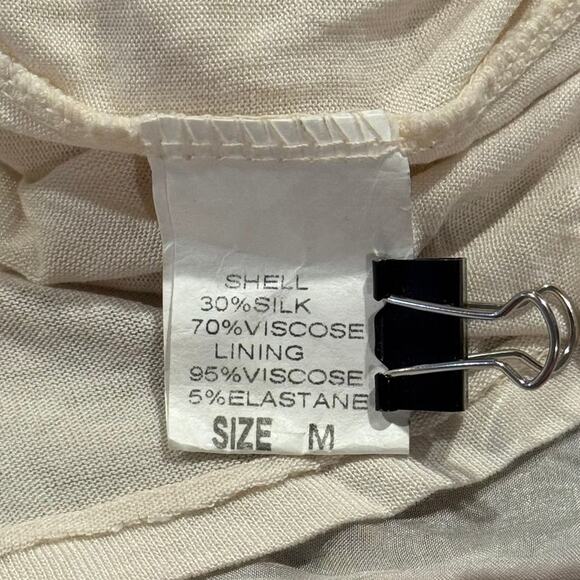 SHELL
30%SILK
70%VISCOSE
LINING
95%VISCOSE
5%ELASTANE
SIZE M